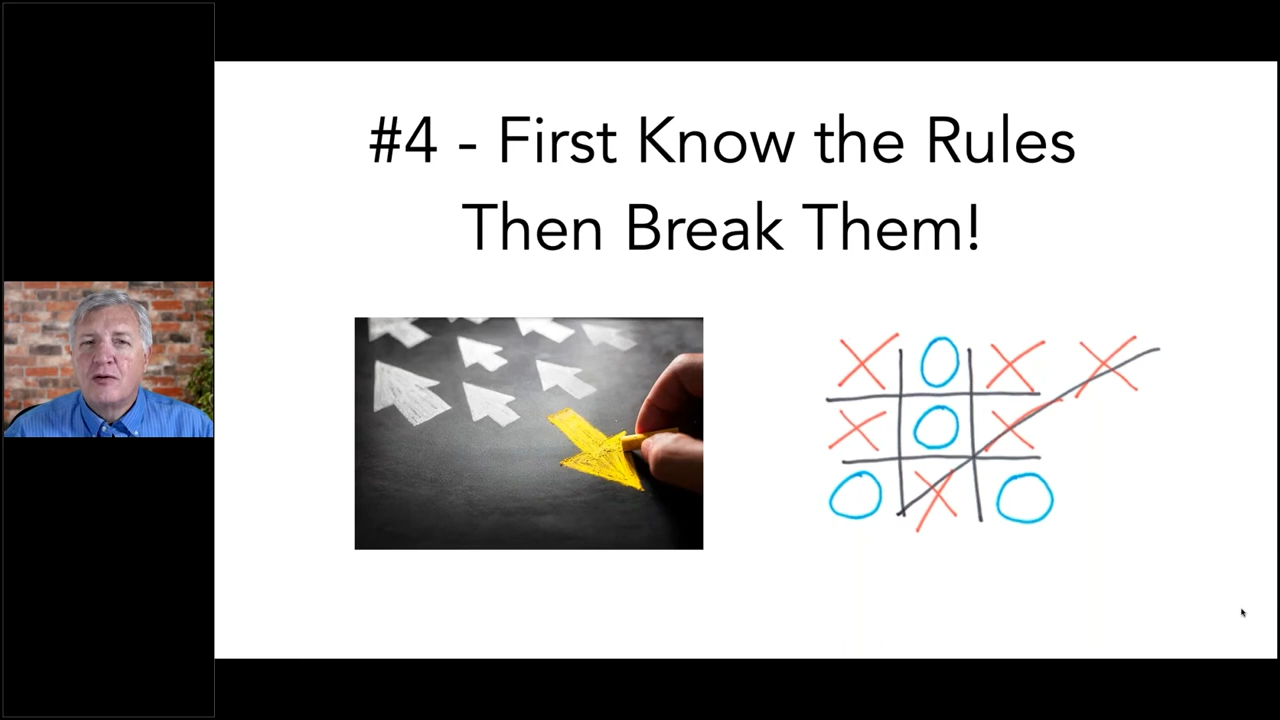 #4 - First Know the Rules
Then Break Them!
X O X X
X O X
O X O